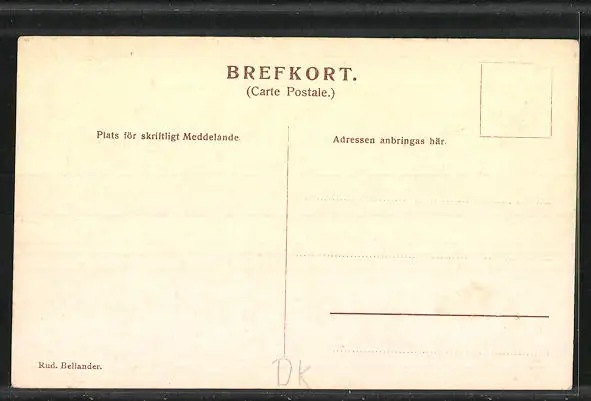 BREFKORT.
(Carte Postale.)
Plats för skriftligt Meddelande.
Adressen anbringas här.
Rud. Bellander.
DK